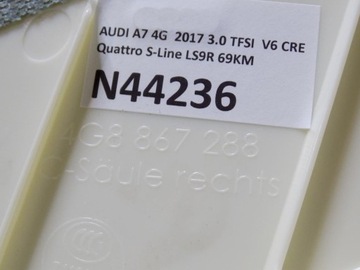 AUDI A7 4G 2017 3.0 TFSI V6 CRE
Quattro S-Line LS9R 69KM
N44236
4G8 867 288
C-Säule rechts